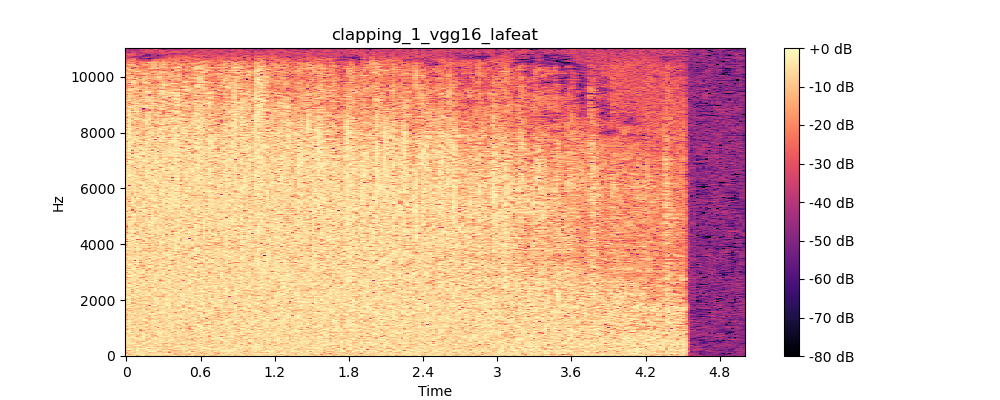 clapping_1_vgg16_lafeat
Hz
10000
8000
6000
4000
2000
0
0 0.6 1.2 1.8 2.4 3 3.6 4.2 4.8
Time
+0 dB
-10 dB
-20 dB
-30 dB
-40 dB
-50 dB
-60 dB
-70 dB
-80 dB